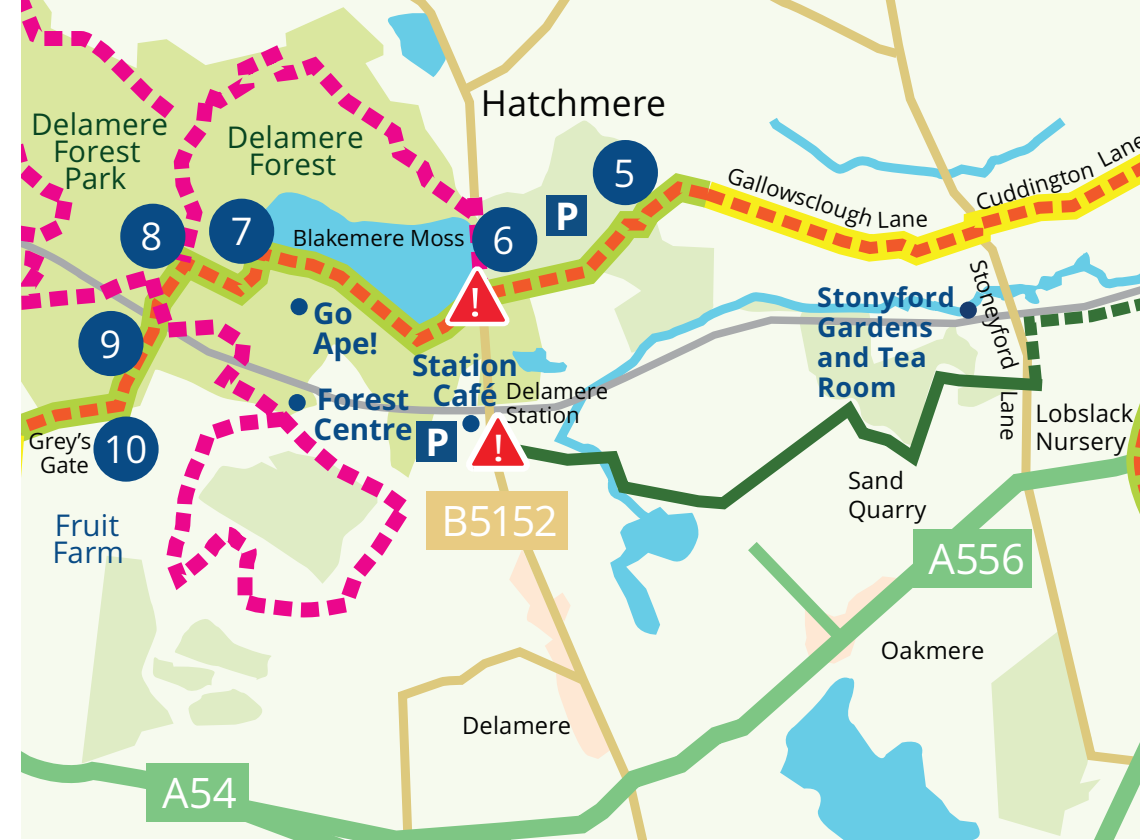 Hatchmere
Delamere
Forest
Park
Delamere
Forest
5
Gallowsclough Lane
Cuddington Lane
P
8
7
Blakemere Moss
6
!
Go
Ape!
9
Stonyford
Gardens
and Tea
Room
Stoneyford
Lane
Station
Café
Delamere
Station
Forest
Centre
P
!
Grey's
Gate
10
Lobslack
Nursery
Sand
Quarry
Fruit
Farm
B5152
A556
Oakmere
Delamere
A54